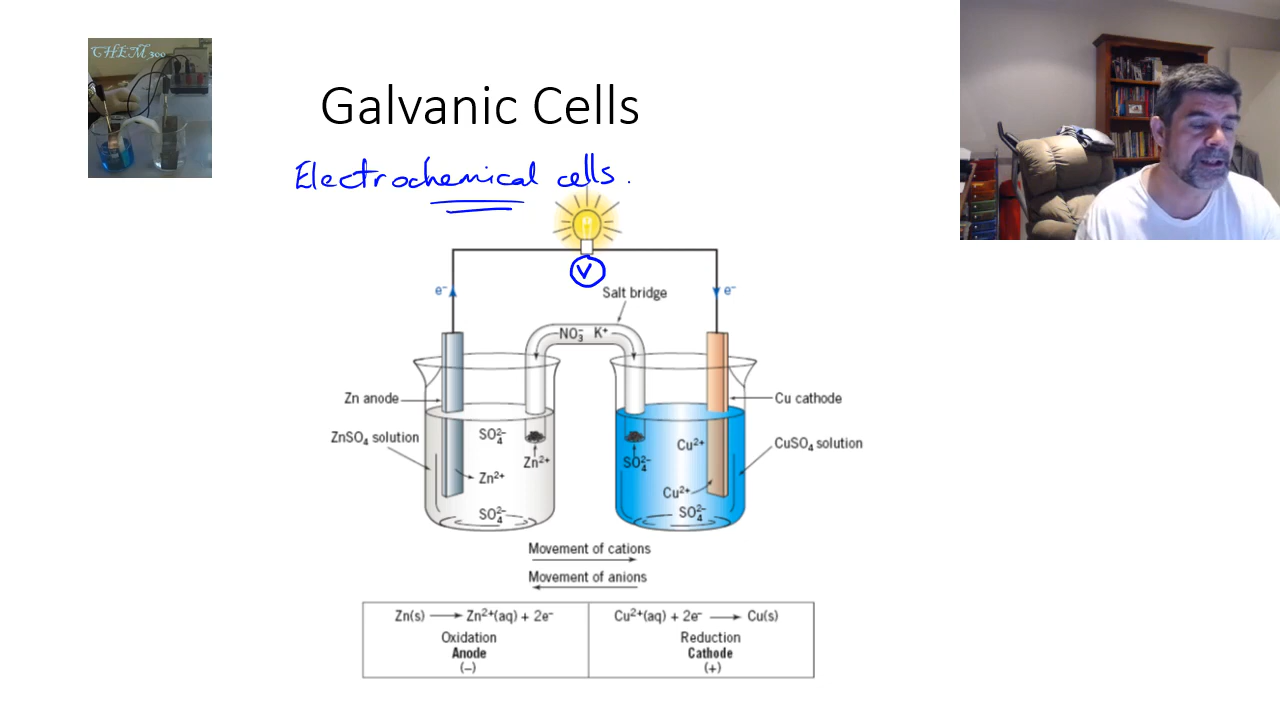 CHEM300
Galvanic Cells
Electrochemical cells.
V
e⁻
e⁻
Salt bridge
NO₃⁻ K⁺
Zn anode
Cu cathode
ZnSO₄ solution
CuSO₄ solution
SO₄²⁻
Zn²⁺
Zn²⁺
SO₄²⁻
SO₄²⁻
Cu²⁺
Cu²⁺
SO₄²⁻
Movement of cations
Movement of anions
Zn(s) ⟶ Zn²⁺(aq) + 2e⁻
Oxidation
Anode
(−)
Cu²⁺(aq) + 2e⁻ ⟶ Cu(s)
Reduction
Cathode
(+)